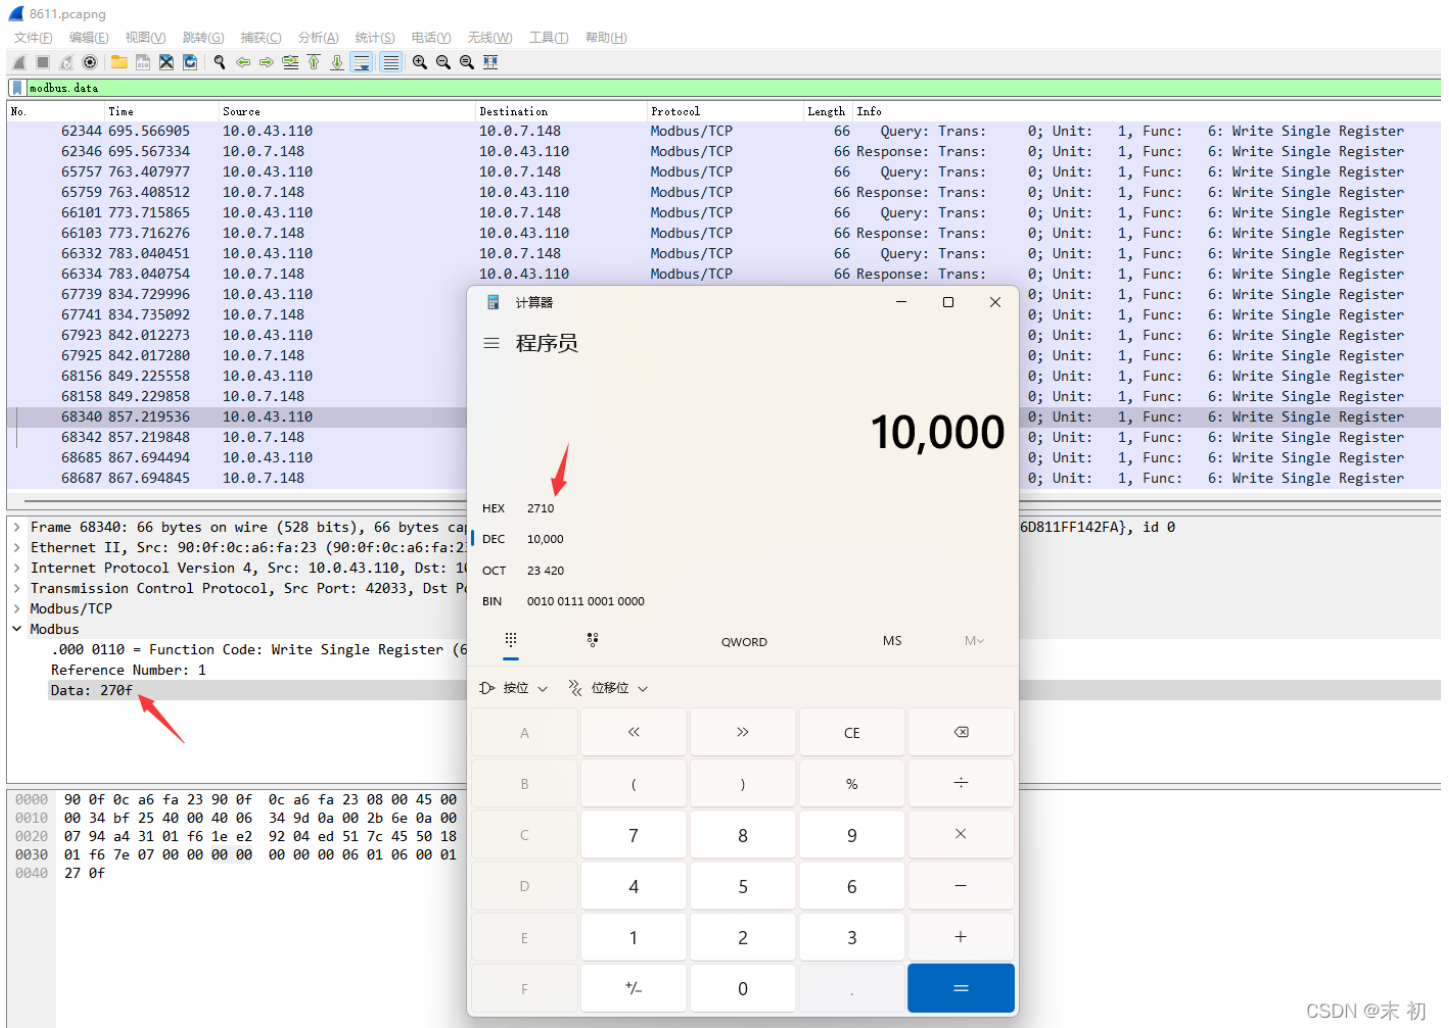 8611.pcapng
文件(F) 编辑(E) 视图(V) 跳转(G) 捕获(C) 分析(A) 统计(S) 电话(Y) 无线(W) 工具(T) 帮助(H)
modbus.data
No. Time Source Destination Protocol Length Info
62344 695.566905 10.0.43.110 10.0.7.148 Modbus/TCP 66 Query: Trans: 0; Unit: 1, Func: 6: Write Single Register
62346 695.567334 10.0.7.148 10.0.43.110 Modbus/TCP 66 Response: Trans: 0; Unit: 1, Func: 6: Write Single Register
65757 763.407977 10.0.43.110 10.0.7.148 Modbus/TCP 66 Query: Trans: 0; Unit: 1, Func: 6: Write Single Register
65759 763.408512 10.0.7.148 10.0.43.110 Modbus/TCP 66 Response: Trans: 0; Unit: 1, Func: 6: Write Single Register
66101 773.715865 10.0.43.110 10.0.7.148 Modbus/TCP 66 Query: Trans: 0; Unit: 1, Func: 6: Write Single Register
66103 773.716276 10.0.7.148 10.0.43.110 Modbus/TCP 66 Response: Trans: 0; Unit: 1, Func: 6: Write Single Register
66332 783.040451 10.0.43.110 10.0.7.148 Modbus/TCP 66 Query: Trans: 0; Unit: 1, Func: 6: Write Single Register
66334 783.040754 10.0.7.148 10.0.43.110 Modbus/TCP 66 Response: Trans: 0; Unit: 1, Func: 6: Write Single Register
67739 834.729996 10.0.43.110 0; Unit: 1, Func: 6: Write Single Register
67741 834.735092 10.0.7.148 0; Unit: 1, Func: 6: Write Single Register
67923 842.012273 10.0.43.110 0; Unit: 1, Func: 6: Write Single Register
67925 842.017280 10.0.7.148 0; Unit: 1, Func: 6: Write Single Register
68156 849.225558 10.0.43.110 0; Unit: 1, Func: 6: Write Single Register
68158 849.229858 10.0.7.148 0; Unit: 1, Func: 6: Write Single Register
68340 857.219536 10.0.43.110 0; Unit: 1, Func: 6: Write Single Register
68342 857.219848 10.0.7.148 0; Unit: 1, Func: 6: Write Single Register
68685 867.694494 10.0.43.110 0; Unit: 1, Func: 6: Write Single Register
68687 867.694845 10.0.7.148 0; Unit: 1, Func: 6: Write Single Register
Frame 68340: 66 bytes on wire (528 bits), 66 bytes cap 6D811FF142FA}, id 0
Ethernet II, Src: 90:0f:0c:a6:fa:23 (90:0f:0c:a6:fa:23
Internet Protocol Version 4, Src: 10.0.43.110, Dst: 10
Transmission Control Protocol, Src Port: 42033, Dst Po
Modbus/TCP
Modbus
.000 0110 = Function Code: Write Single Register (6
Reference Number: 1
Data: 270f
0000 90 0f 0c a6 fa 23 90 0f 0c a6 fa 23 08 00 45 00
0010 00 34 bf 25 40 00 40 06 34 9d 0a 00 2b 6e 0a 00
0020 07 94 a4 31 01 f6 1e e2 92 04 ed 51 7c 45 50 18
0030 01 f6 7e 07 00 00 00 00 00 00 00 06 01 06 00 01
0040 27 0f
计算器
程序员
10,000
HEX 2710
DEC 10,000
OCT 23 420
BIN 0010 0111 0001 0000
QWORD MS M
按位 位移位
A « » CE
B ( ) % ÷
C 7 8 9 ×
D 4 5 6 −
E 1 2 3 +
F +/− 0 . =
CSDN @末 初